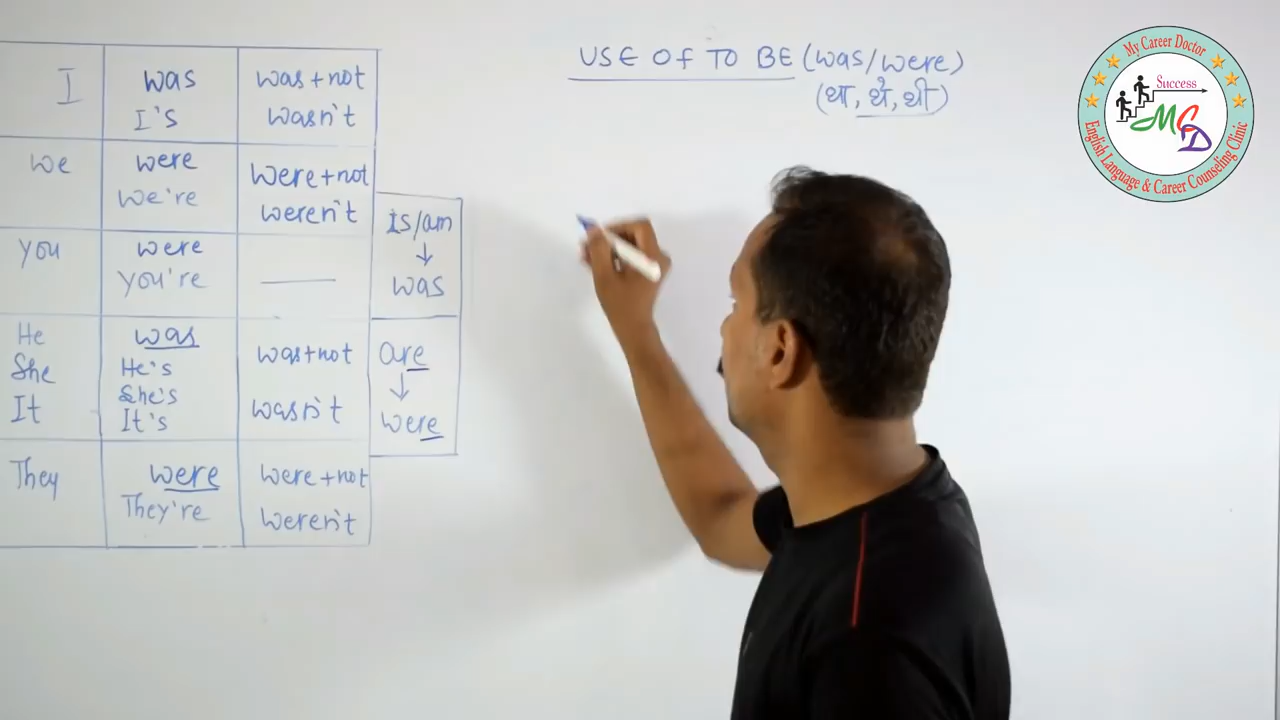 USE OF TO BE (was/were)
(था, थे, थी)
I
was
I's
was + not
wasn't
we
were
we're
were + not
weren't
you
were
you're
He
She
It
was
He's
She's
It's
was + not
wasn't
They
were
They're
were + not
weren't
is/am
↓
was
are
↓
were
My Career Doctor
Success
MCD
English Language & Career Counseling Clinic